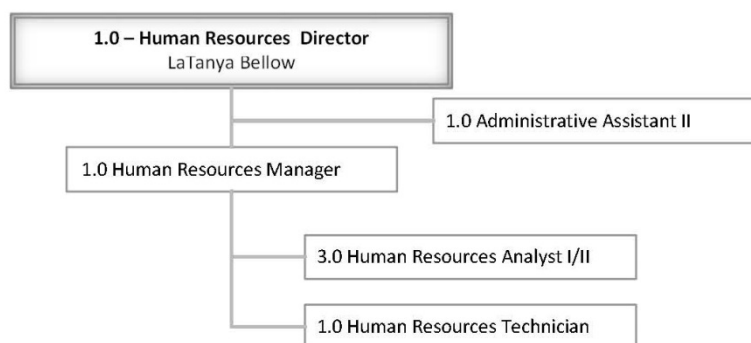 1.0 – Human Resources Director
LaTanya Bellow
1.0 Administrative Assistant II
1.0 Human Resources Manager
3.0 Human Resources Analyst I/II
1.0 Human Resources Technician